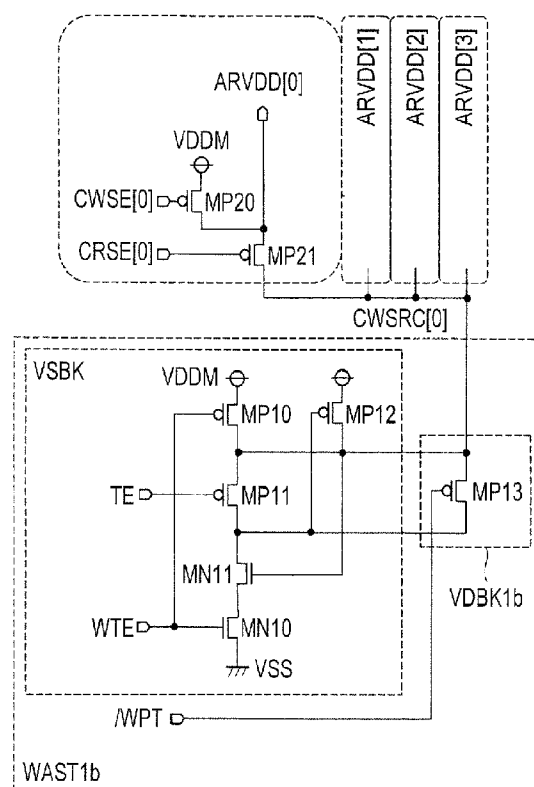 ARVDD[0]
ARVDD[1]
ARVDD[2]
ARVDD[3]
VDDM
CWSE[0]
MP20
CRSE[0]
MP21
CWSRC[0]
VSBK
VDDM
MP10
MP12
TE
MP11
MP13
MN11
VDBK1b
WTE
MN10
VSS
/WPT
WAST1b